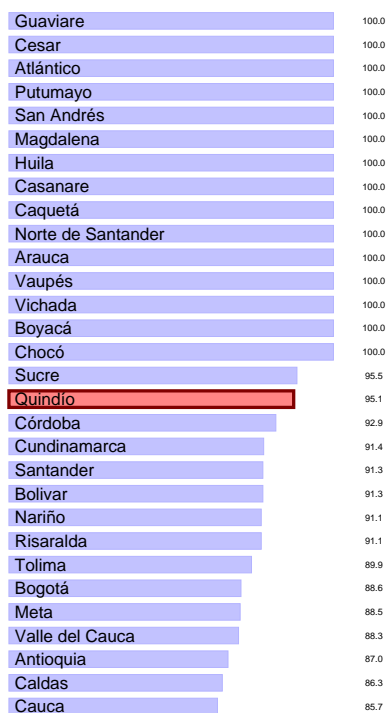 Guaviare 100.0
Cesar 100.0
Atlántico 100.0
Putumayo 100.0
San Andrés 100.0
Magdalena 100.0
Huila 100.0
Casanare 100.0
Caquetá 100.0
Norte de Santander 100.0
Arauca 100.0
Vaupés 100.0
Vichada 100.0
Boyacá 100.0
Chocó 100.0
Sucre 95.5
Quindío 95.1
Córdoba 92.9
Cundinamarca 91.4
Santander 91.3
Bolivar 91.3
Nariño 91.1
Risaralda 91.1
Tolima 89.9
Bogotá 88.6
Meta 88.5
Valle del Cauca 88.3
Antioquia 87.0
Caldas 86.3
Cauca 85.7